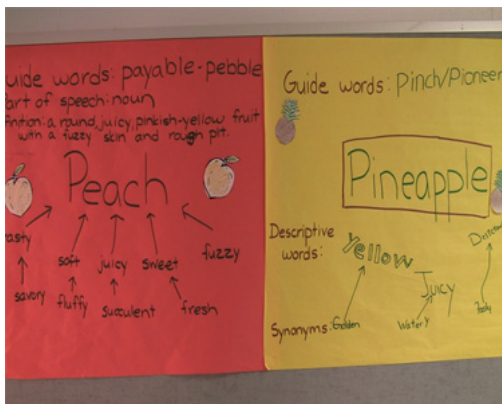 uide words: payable-pebble
art of speech: noun
finition: a round, juicy, pinkish-yellow fruit
with a fuzzy skin and rough pit.
Peach
asty
soft
juicy
sweet
fuzzy
savory
fluffy
succulent
fresh
Guide words: Pinch/Pioneer
Pineapple
Descriptive
words:
Yellow
Juicy
Synonyms:
Golden
Watery